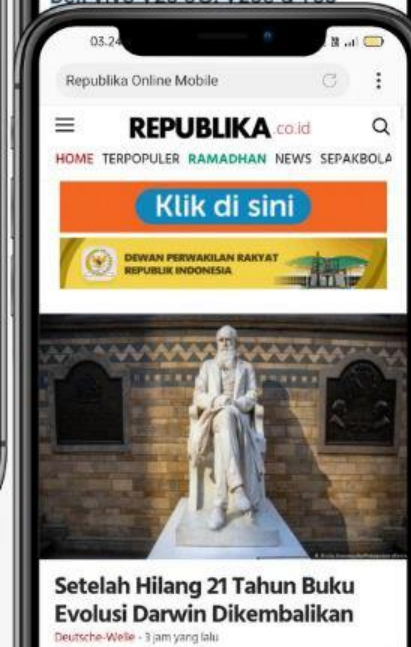 03.24
Republika Online Mobile
REPUBLIKA.co.id
HOME TERPOPULER RAMADHAN NEWS SEPAKBOLA
Klik di sini
DEWAN PERWAKILAN RAKYAT
REPUBLIK INDONESIA
Setelah Hilang 21 Tahun Buku
Evolusi Darwin Dikembalikan
Deutsche-Welle - 3 jam yang lalu